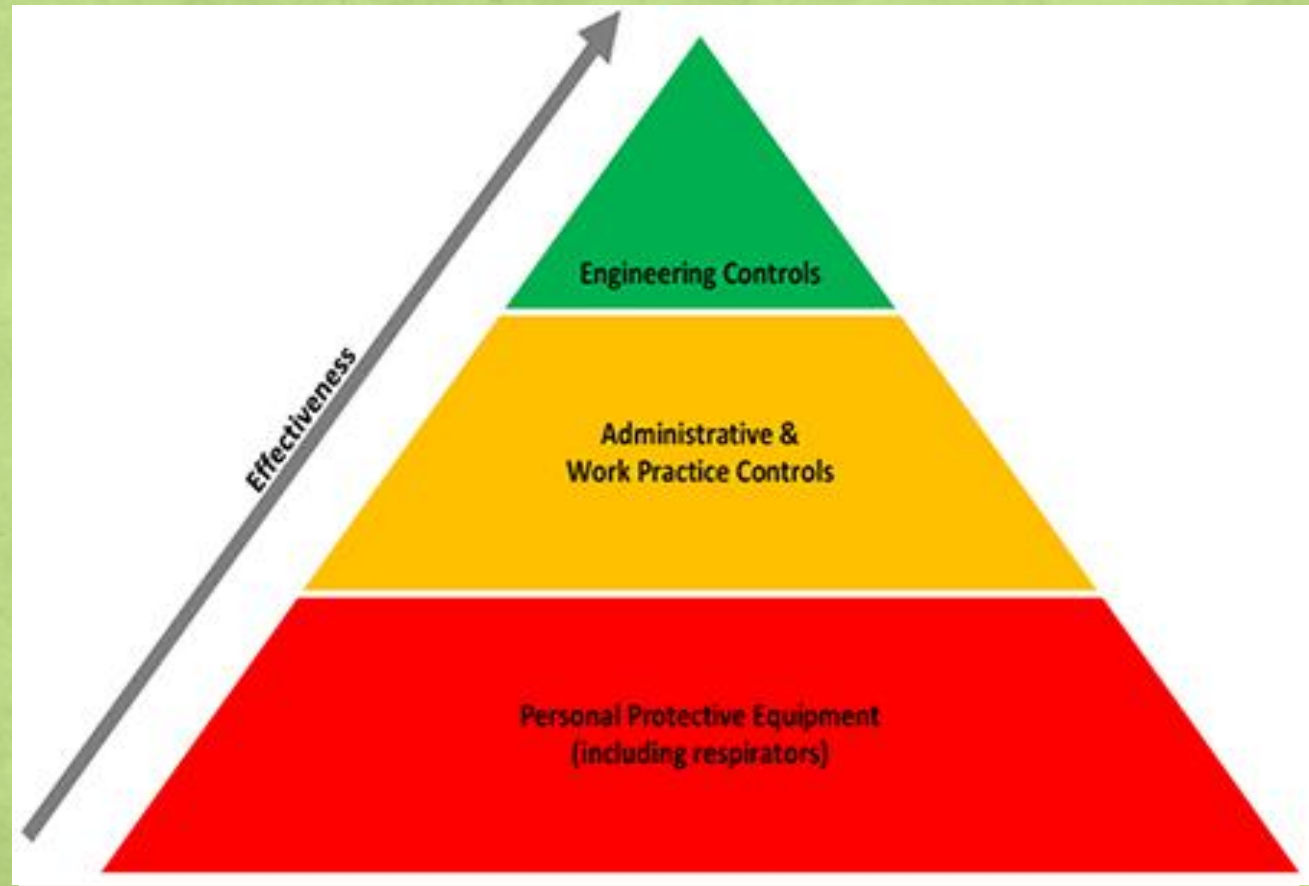 Effectiveness
Engineering Controls
Administrative &
Work Practice Controls
Personal Protective Equipment
(including respirators)